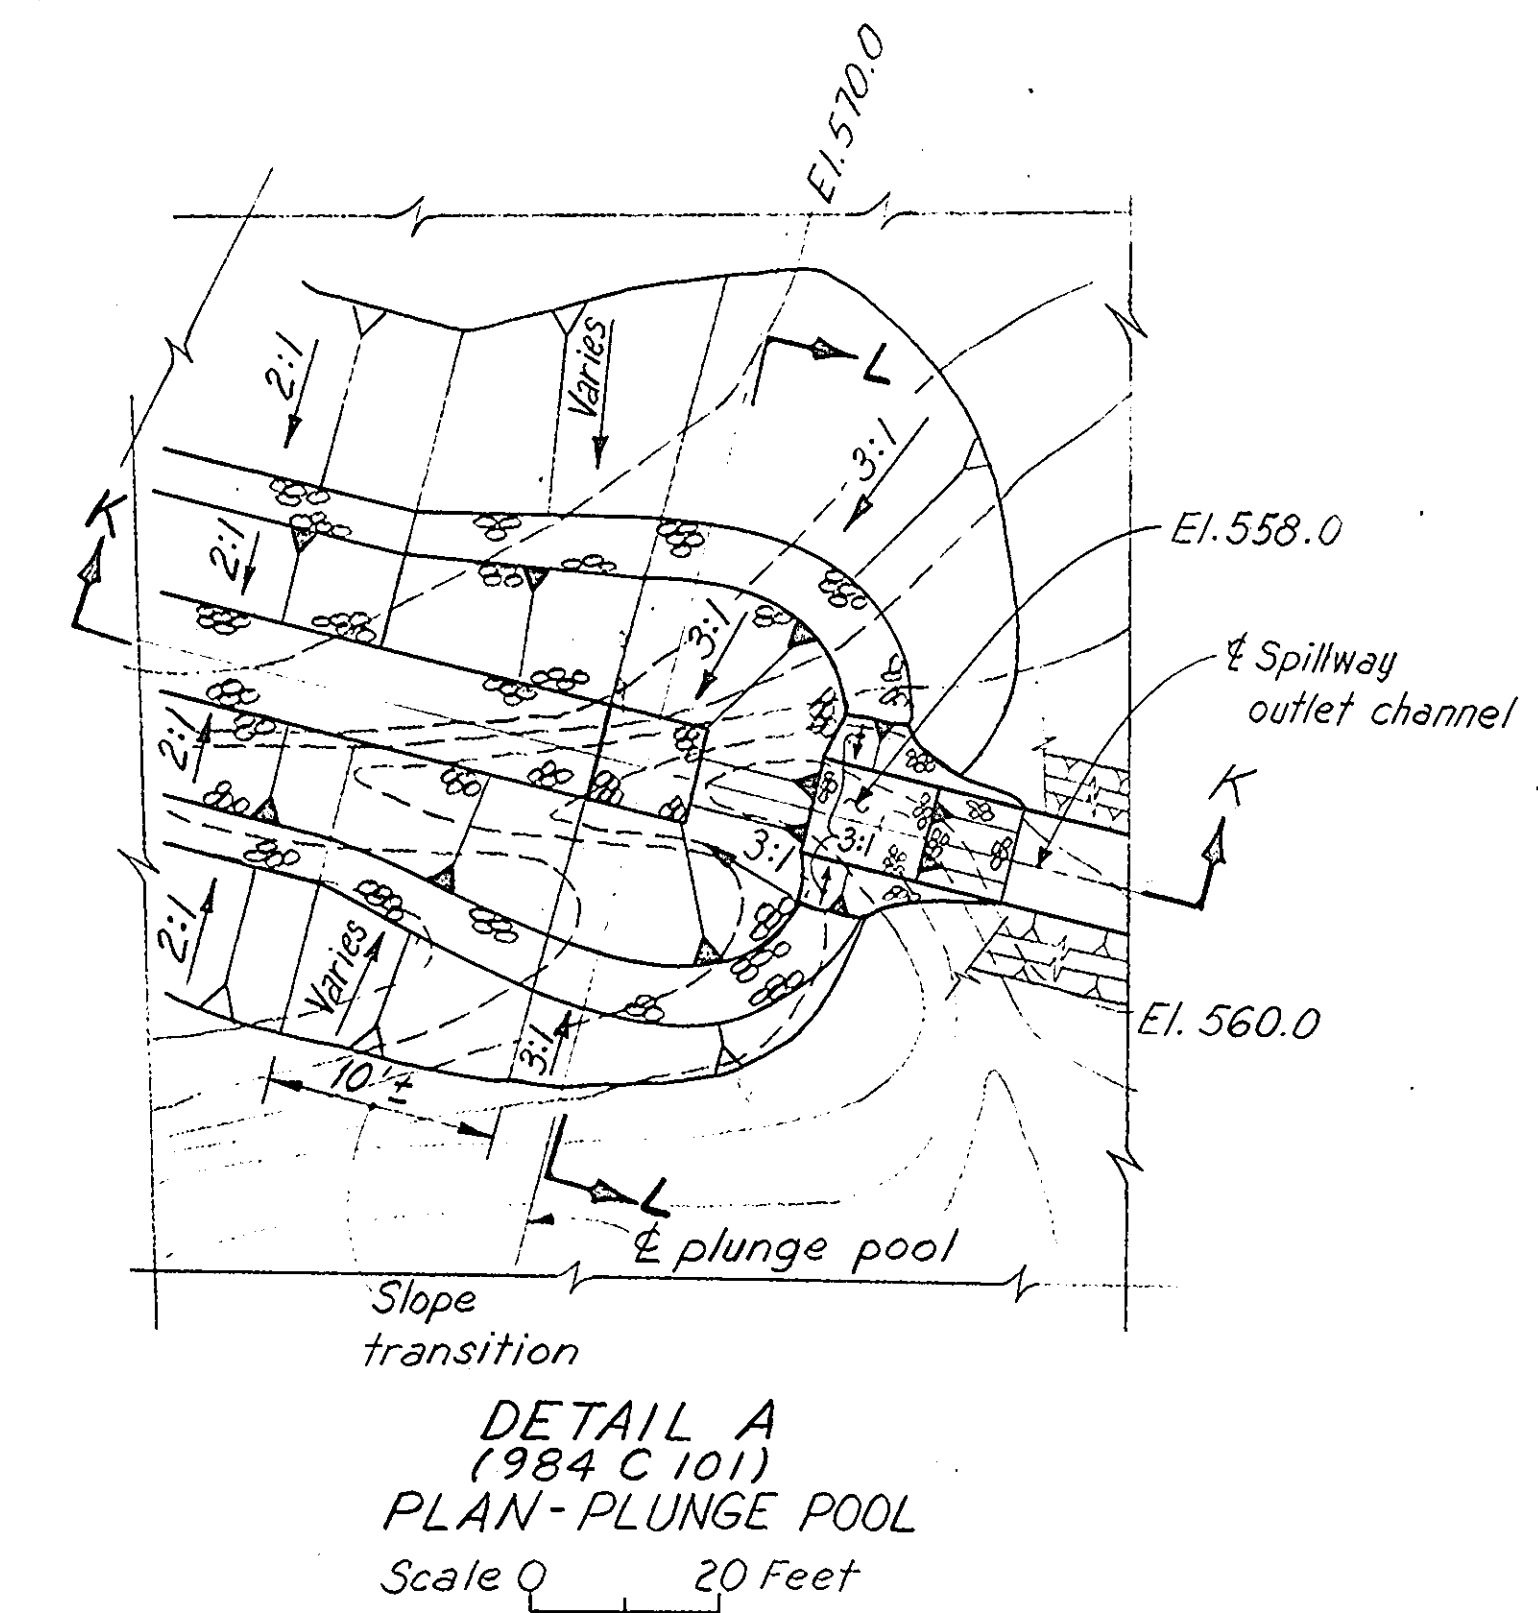 El. 570.0
L
2:1
Varies
3:1
K
2:1
El. 558.0
3:1
℄ Spillway
outlet channel
2:1
K
3:1
3:1
2:1
Varies
El. 560.0
3:1
10'±
L
℄ plunge pool
Slope
transition
DETAIL A
(984 C 101)
PLAN-PLUNGE POOL
Scale 0 20 Feet